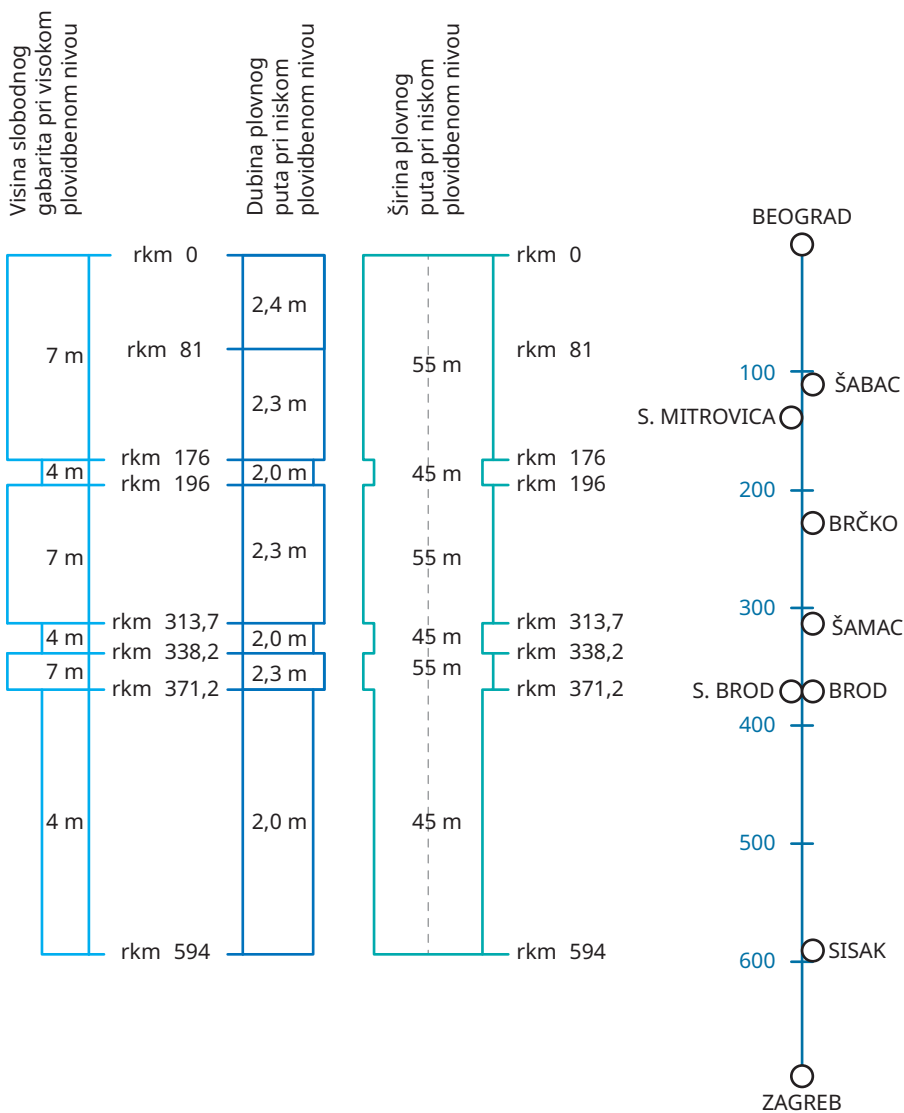 Visina slobodnog
gabarita pri visokom
plovidbenom nivou
Dubina plovnog
puta pri niskom
plovidbenom nivou
Širina plovnog
puta pri niskom
plovidbenom nivou
rkm 0
2,4 m
7 m
rkm 81
2,3 m
rkm 176
4 m
2,0 m
rkm 196
7 m
2,3 m
rkm 313,7
4 m
2,0 m
rkm 338,2
7 m
2,3 m
rkm 371,2
4 m
2,0 m
rkm 594
rkm 0
rkm 81
55 m
rkm 176
45 m
rkm 196
55 m
rkm 313,7
45 m
rkm 338,2
55 m
rkm 371,2
45 m
rkm 594
BEOGRAD
100
ŠABAC
S. MITROVICA
200
BRČKO
300
ŠAMAC
S. BROD
BROD
400
500
SISAK
600
ZAGREB